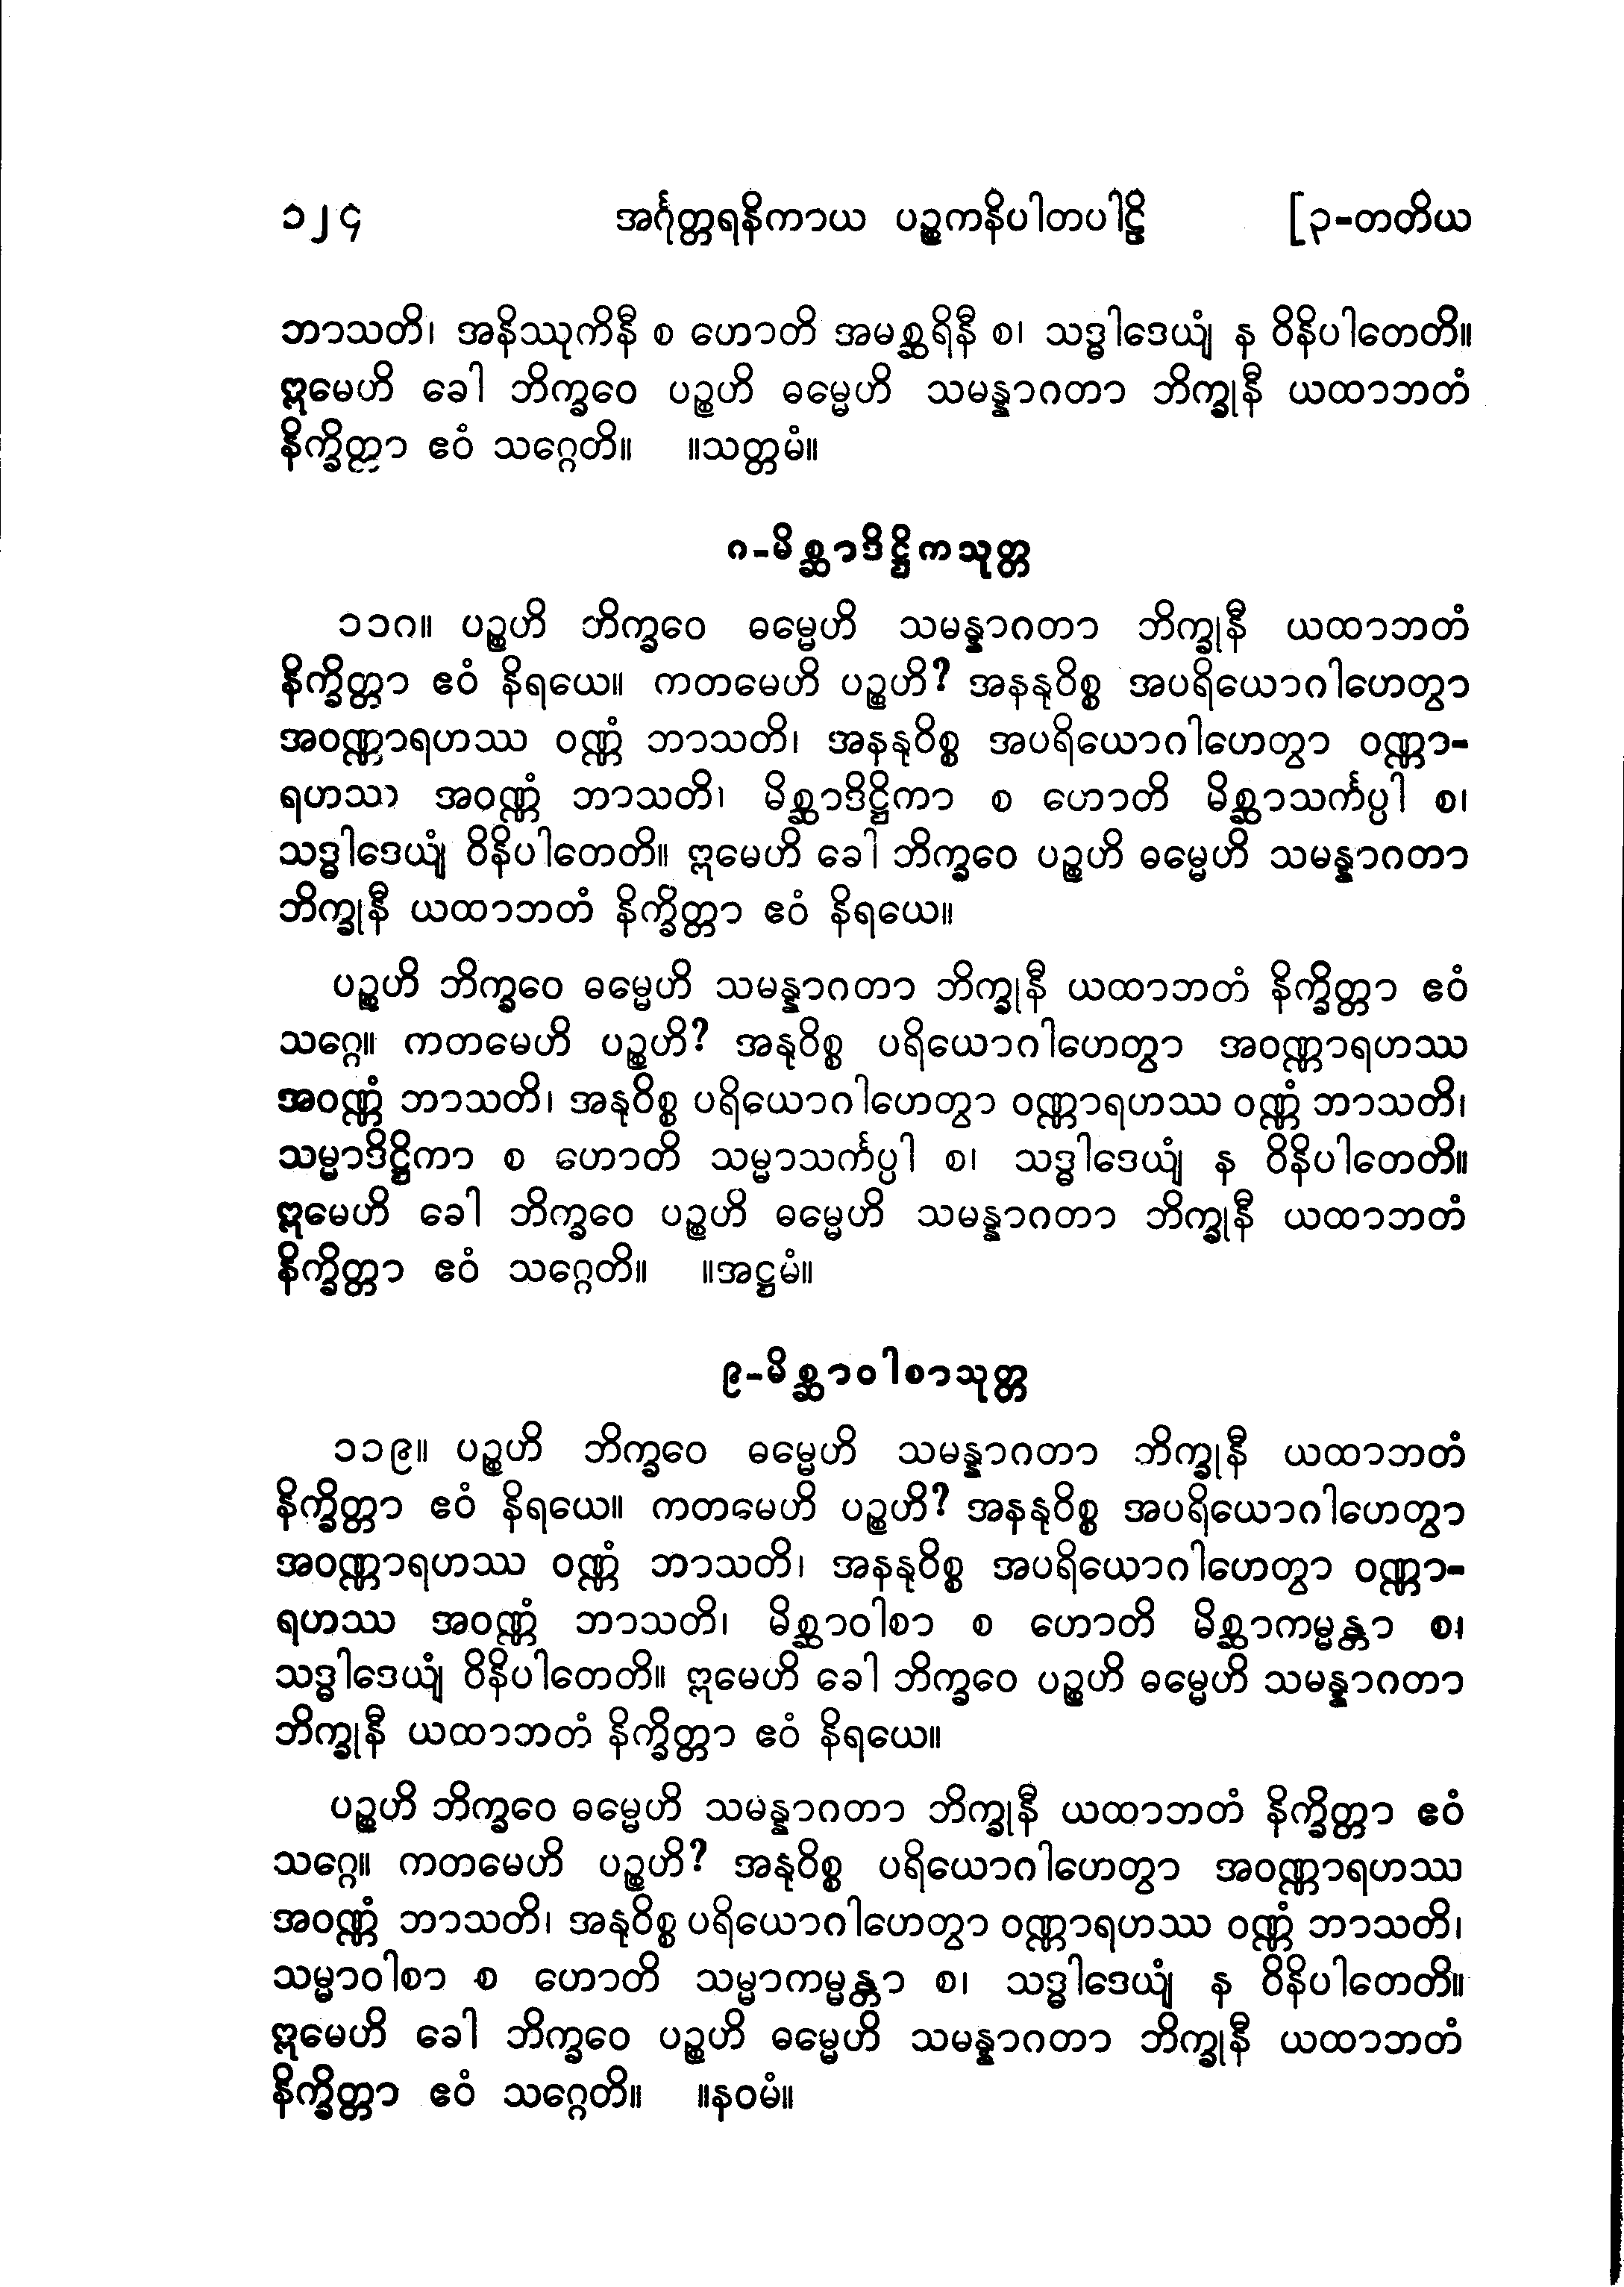 ၁၂၄ အင်္ဂုတ္တရနိကာယ ပဉ္စကနိပါတပါဠိ [၃-တတိယ
ဘာသတိ၊ အနိဿုကိနီ စ ဟောတိ အမစ္ဆရိနီ စ၊ သဒ္ဓါဒေယျံ န ဝိနိပါတေတိ။
ဣမေဟိ ခေါ ဘိက္ခဝေ ပဉ္စဟိ ဓမ္မေဟိ သမန္နာဂတာ ဘိက္ခုနီ ယထာဘတံ
နိက္ခိတ္တာ ဧဝံ သဂ္ဂေတိ။ ။သတ္တမံ။
၈-မိစ္ဆာဒိဋ္ဌိကသုတ္တ
၁၁၈။ ပဉ္စဟိ ဘိက္ခဝေ ဓမ္မေဟိ သမန္နာဂတာ ဘိက္ခုနီ ယထာဘတံ
နိက္ခိတ္တာ ဧဝံ နိရယေ။ ကတမေဟိ ပဉ္စဟိ? အနနုဝိစ္စ အပရိယောဂါဟေတွာ
အဝဏ္ဏာရဟဿ ဝဏ္ဏံ ဘာသတိ၊ အနနုဝိစ္စ အပရိယောဂါဟေတွာ ဝဏ္ဏာ-
ရဟဿ အဝဏ္ဏံ ဘာသတိ၊ မိစ္ဆာဒိဋ္ဌိကာ စ ဟောတိ မိစ္ဆာသင်္ကပ္ပါ စ၊
သဒ္ဓါဒေယျံ ဝိနိပါတေတိ။ ဣမေဟိ ခေါ ဘိက္ခဝေ ပဉ္စဟိ ဓမ္မေဟိ သမန္နာဂတာ
ဘိက္ခုနီ ယထာဘတံ နိက္ခိတ္တာ ဧဝံ နိရယေ။
ပဉ္စဟိ ဘိက္ခဝေ ဓမ္မေဟိ သမန္နာဂတာ ဘိက္ခုနီ ယထာဘတံ နိက္ခိတ္တာ ဧဝံ
သဂ္ဂေ။ ကတမေဟိ ပဉ္စဟိ? အနုဝိစ္စ ပရိယောဂါဟေတွာ အဝဏ္ဏာရဟဿ
အဝဏ္ဏံ ဘာသတိ၊ အနုဝိစ္စ ပရိယောဂါဟေတွာ ဝဏ္ဏာရဟဿ ဝဏ္ဏံ ဘာသတိ၊
သမ္မာဒိဋ္ဌိကာ စ ဟောတိ သမ္မာသင်္ကပ္ပါ စ၊ သဒ္ဓါဒေယျံ န ဝိနိပါတေတိ။
ဣမေဟိ ခေါ ဘိက္ခဝေ ပဉ္စဟိ ဓမ္မေဟိ သမန္နာဂတာ ဘိက္ခုနီ ယထာဘတံ
နိက္ခိတ္တာ ဧဝံ သဂ္ဂေတိ။ ။အဋ္ဌမံ။
၉-မိစ္ဆာဝါစာသုတ္တ
၁၁၉။ ပဉ္စဟိ ဘိက္ခဝေ ဓမ္မေဟိ သမန္နာဂတာ ဘိက္ခုနီ ယထာဘတံ
နိက္ခိတ္တာ ဧဝံ နိရယေ။ ကတမေဟိ ပဉ္စဟိ? အနနုဝိစ္စ အပရိယောဂါဟေတွာ
အဝဏ္ဏာရဟဿ ဝဏ္ဏံ ဘာသတိ၊ အနနုဝိစ္စ အပရိယောဂါဟေတွာ ဝဏ္ဏာ-
ရဟဿ အဝဏ္ဏံ ဘာသတိ၊ မိစ္ဆာဝါစာ စ ဟောတိ မိစ္ဆာကမ္မန္တာ စ၊
သဒ္ဓါဒေယျံ ဝိနိပါတေတိ။ ဣမေဟိ ခေါ ဘိက္ခဝေ ပဉ္စဟိ ဓမ္မေဟိ သမန္နာဂတာ
ဘိက္ခုနီ ယထာဘတံ နိက္ခိတ္တာ ဧဝံ နိရယေ။
ပဉ္စဟိ ဘိက္ခဝေ ဓမ္မေဟိ သမန္နာဂတာ ဘိက္ခုနီ ယထာဘတံ နိက္ခိတ္တာ ဧဝံ
သဂ္ဂေ။ ကတမေဟိ ပဉ္စဟိ? အနုဝိစ္စ ပရိယောဂါဟေတွာ အဝဏ္ဏာရဟဿ
အဝဏ္ဏံ ဘာသတိ၊ အနုဝိစ္စ ပရိယောဂါဟေတွာ ဝဏ္ဏာရဟဿ ဝဏ္ဏံ ဘာသတိ၊
သမ္မာဝါစာ စ ဟောတိ သမ္မာကမ္မန္တာ စ၊ သဒ္ဓါဒေယျံ န ဝိနိပါတေတိ။
ဣမေဟိ ခေါ ဘိက္ခဝေ ပဉ္စဟိ ဓမ္မေဟိ သမန္နာဂတာ ဘိက္ခုနီ ယထာဘတံ
နိက္ခိတ္တာ ဧဝံ သဂ္ဂေတိ။ ။နဝမံ။